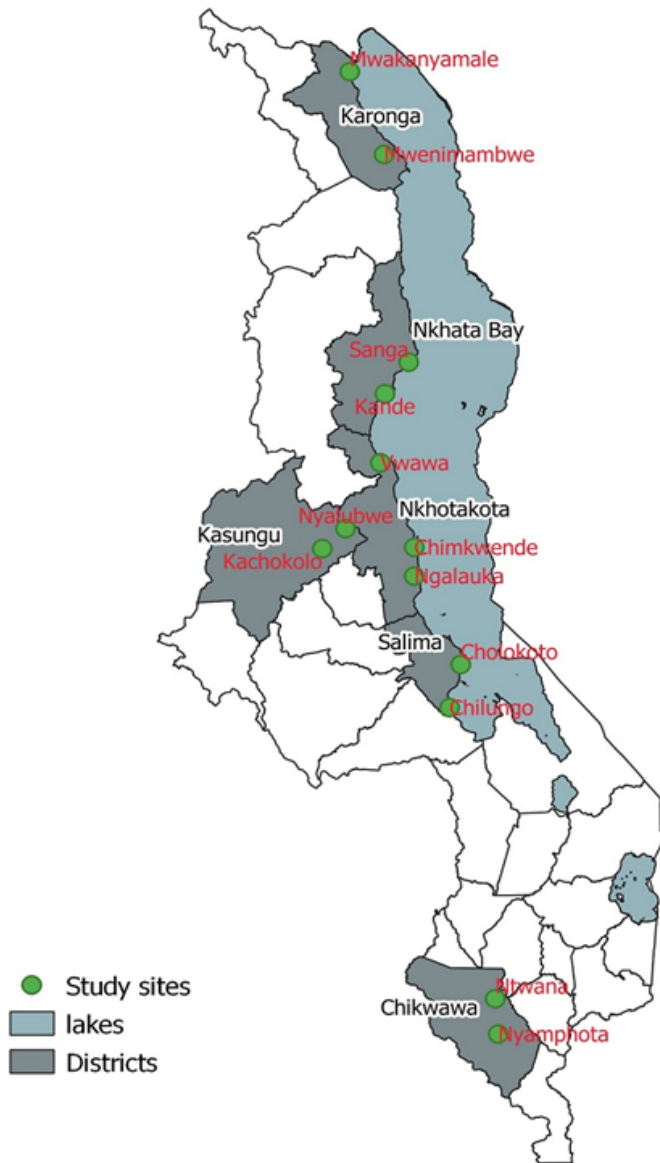 Mwakanyamale
Karonga
Mwenimambwe
Nkhata Bay
Sanga
Kande
Vwawa
Nkhotakota
Nyalubwe
Kasungu
Chimkwende
Kachokolo
Ngalauka
Salima
Cholokoto
Chilungo
Study sites
lakes
Districts
Ntwana
Chikwawa
Nyamphota